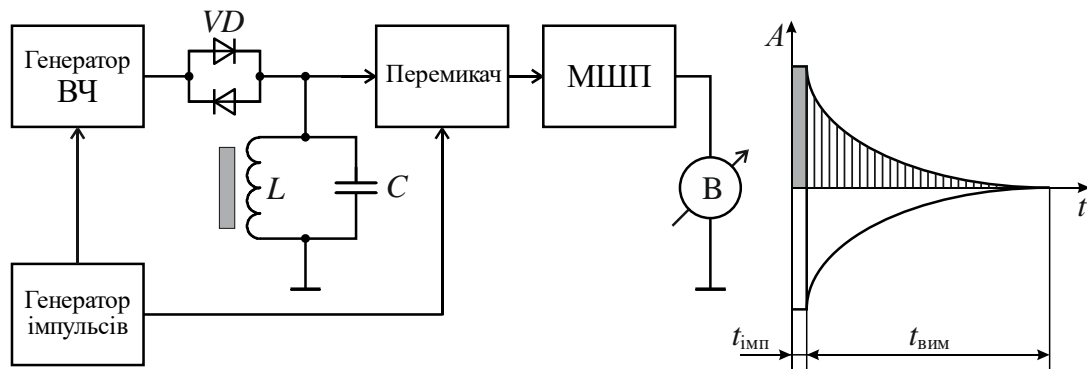 Генератор
ВЧ
VD
Перемикач
МШП
L
C
В
Генератор
імпульсів
A
t
tімп
tвим